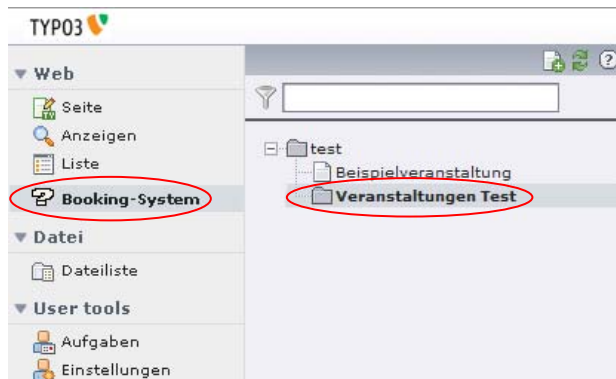 TYPO3
Web
Seite
Anzeigen
Liste
Booking-System
Datei
Dateiliste
User tools
Aufgaben
Einstellungen
test
Beispielveranstaltung
Veranstaltungen Test